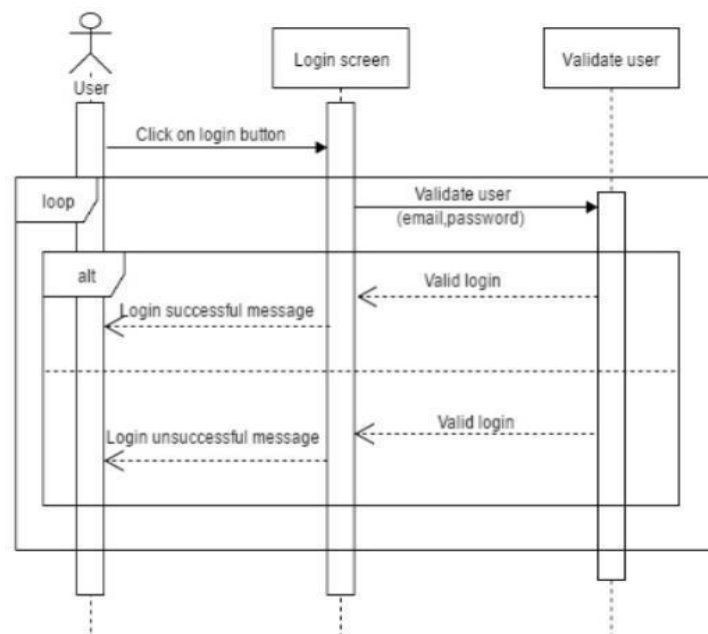 User
Login screen
Validate user
Click on login button
loop
Validate user
(email,password)
alt
Valid login
Login successful message
Valid login
Login unsuccessful message